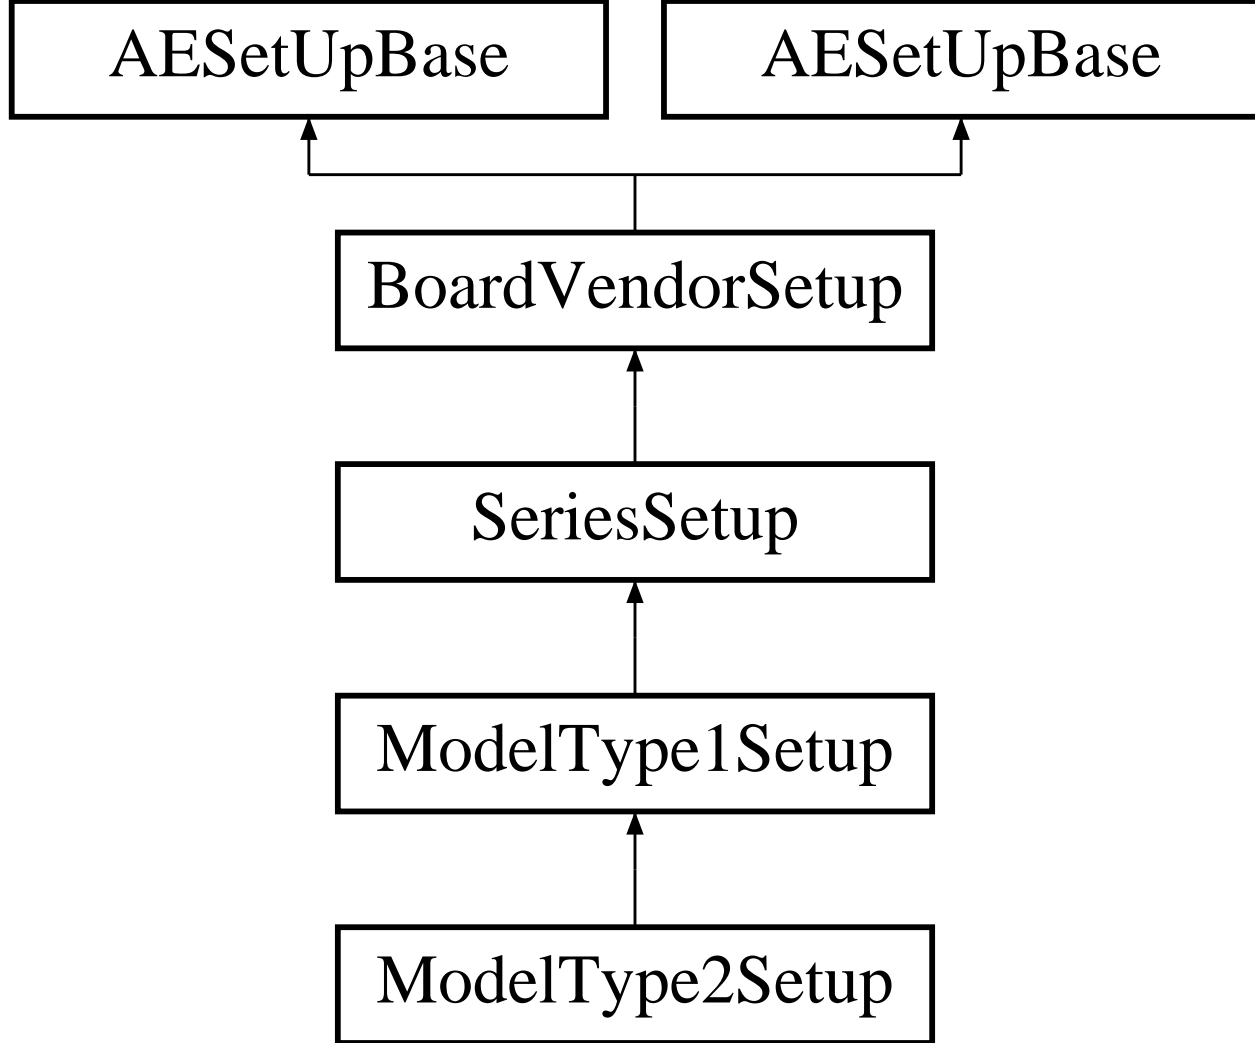 AESetUpBase
AESetUpBase
BoardVendorSetup
SeriesSetup
ModelType1Setup
ModelType2Setup